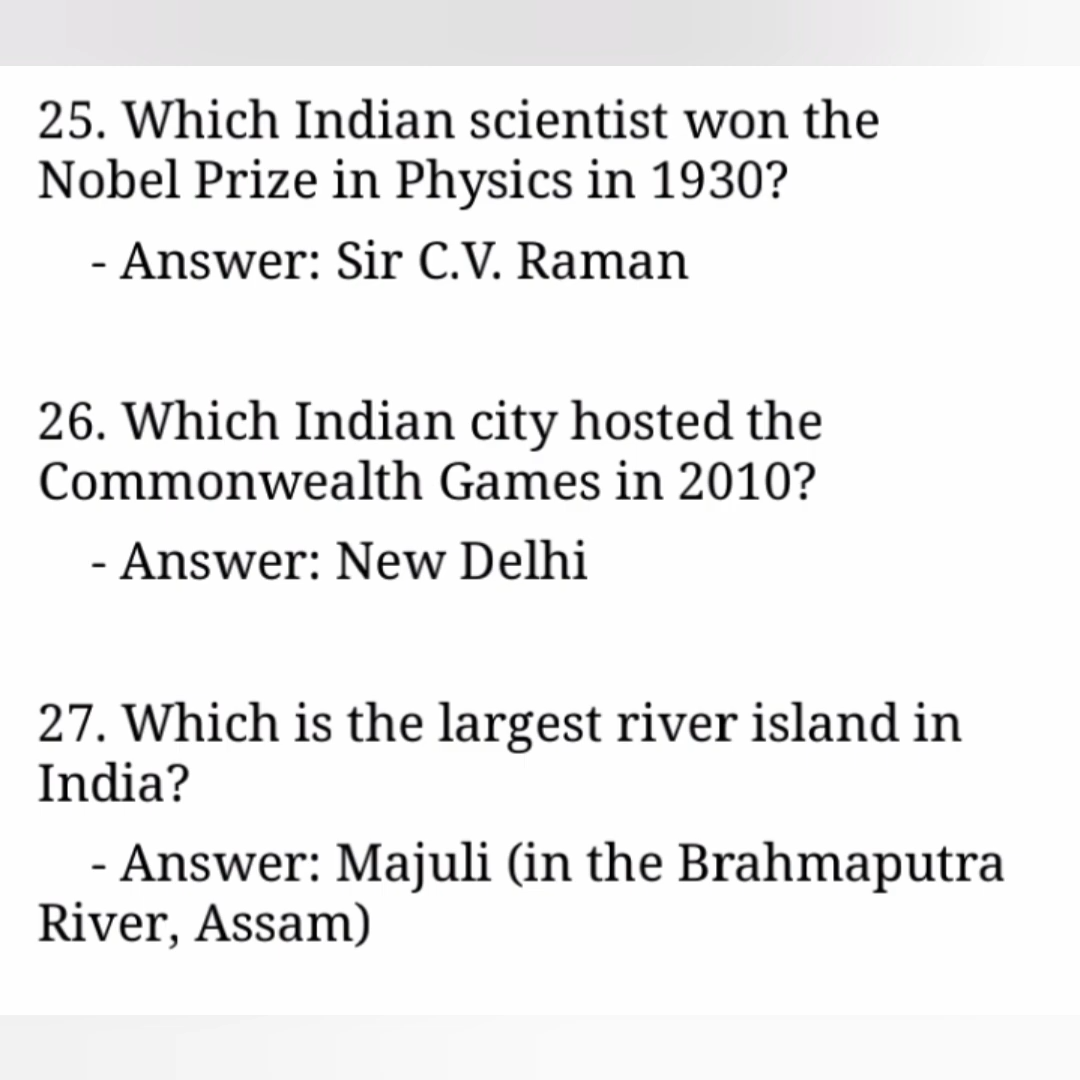 25. Which Indian scientist won the
Nobel Prize in Physics in 1930?
- Answer: Sir C.V. Raman
26. Which Indian city hosted the
Commonwealth Games in 2010?
- Answer: New Delhi
27. Which is the largest river island in
India?
- Answer: Majuli (in the Brahmaputra
River, Assam)